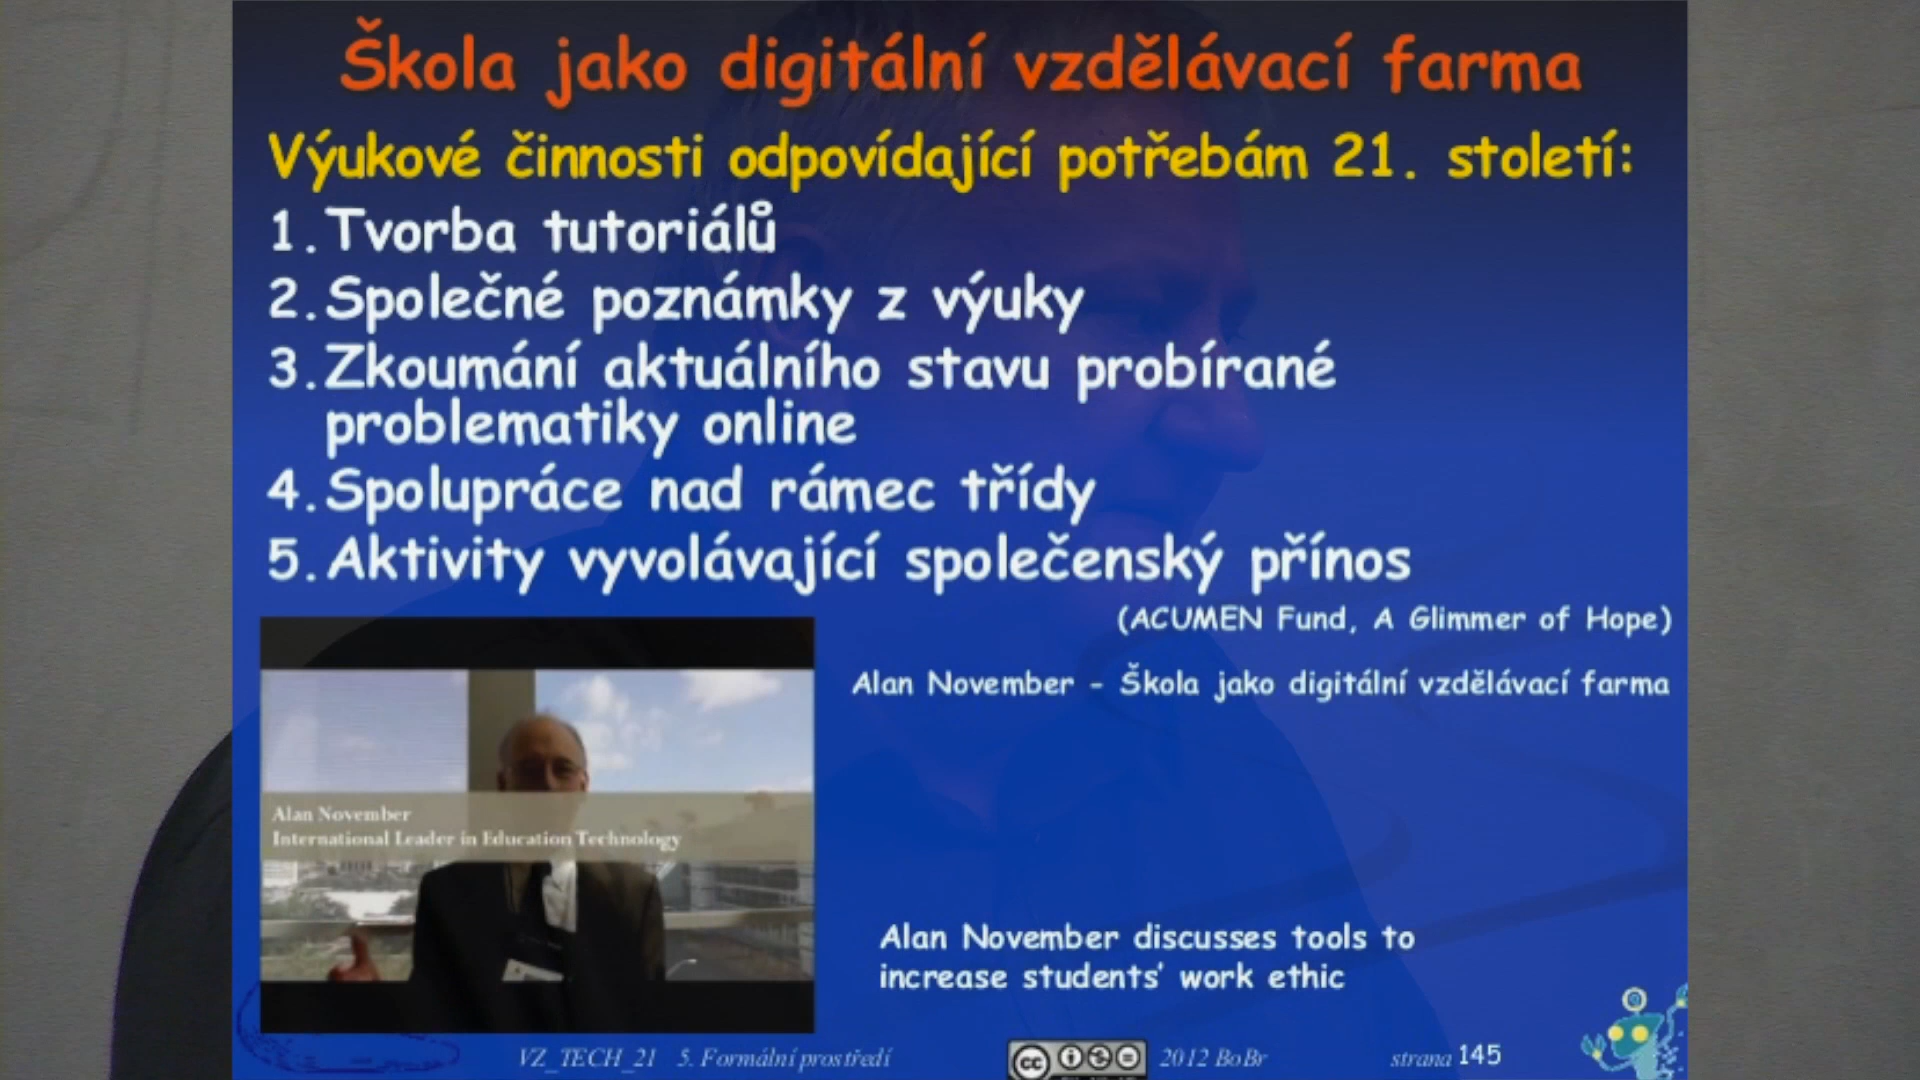 Škola jako digitální vzdělávací farma
Výukové činnosti odpovídající potřebám 21. století:
1. Tvorba tutoriálů
2. Společné poznámky z výuky
3. Zkoumání aktuálního stavu probírané
problematiky online
4. Spolupráce nad rámec třídy
5. Aktivity vyvolávající společenský přínos
(ACUMEN Fund, A Glimmer of Hope)
Alan November - Škola jako digitální vzdělávací farma
Alan November
International Leader in Education Technology
Alan November discusses tools to
increase students' work ethic
VZ_TECH_21 5. Formální prostředí
cc
2012 BoBr
strana 145